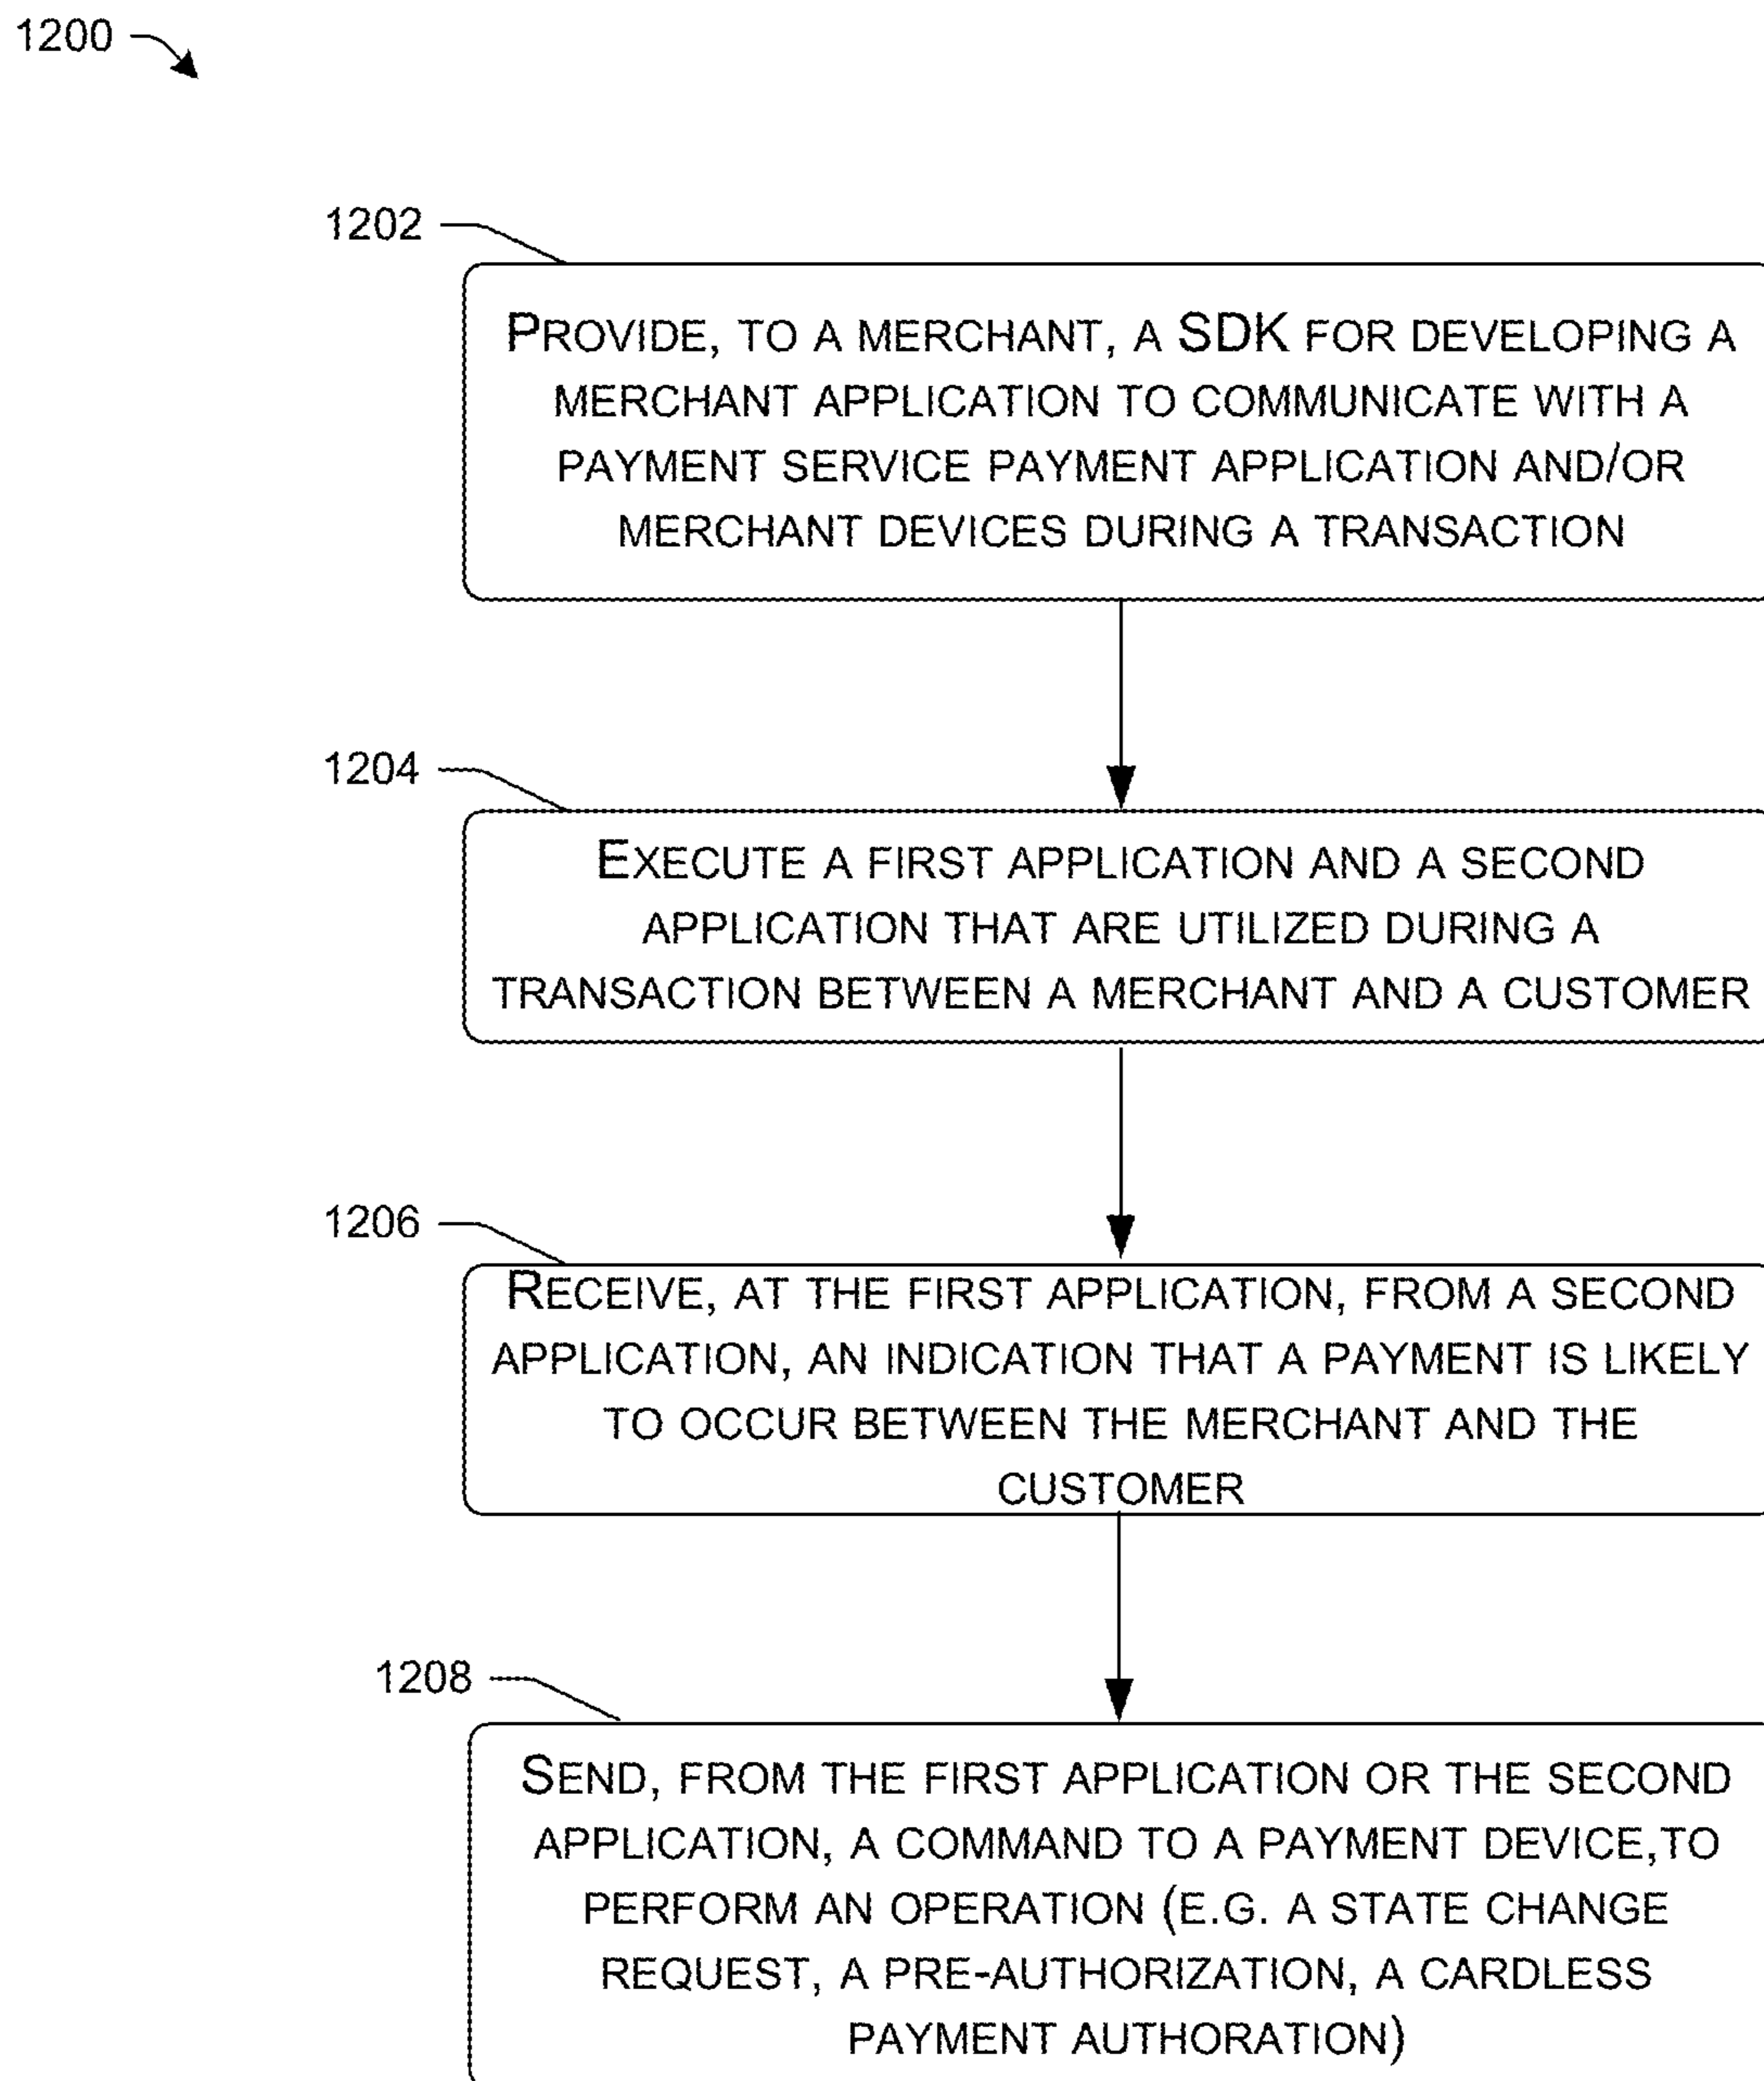 1200
1202
PROVIDE, TO A MERCHANT, A SDK FOR DEVELOPING A
MERCHANT APPLICATION TO COMMUNICATE WITH A
PAYMENT SERVICE PAYMENT APPLICATION AND/OR
MERCHANT DEVICES DURING A TRANSACTION
1204
EXECUTE A FIRST APPLICATION AND A SECOND
APPLICATION THAT ARE UTILIZED DURING A
TRANSACTION BETWEEN A MERCHANT AND A CUSTOMER
1206
RECEIVE, AT THE FIRST APPLICATION, FROM A SECOND
APPLICATION, AN INDICATION THAT A PAYMENT IS LIKELY
TO OCCUR BETWEEN THE MERCHANT AND THE
CUSTOMER
1208
SEND, FROM THE FIRST APPLICATION OR THE SECOND
APPLICATION, A COMMAND TO A PAYMENT DEVICE,TO
PERFORM AN OPERATION (E.G. A STATE CHANGE
REQUEST, A PRE-AUTHORIZATION, A CARDLESS
PAYMENT AUTHORATION)